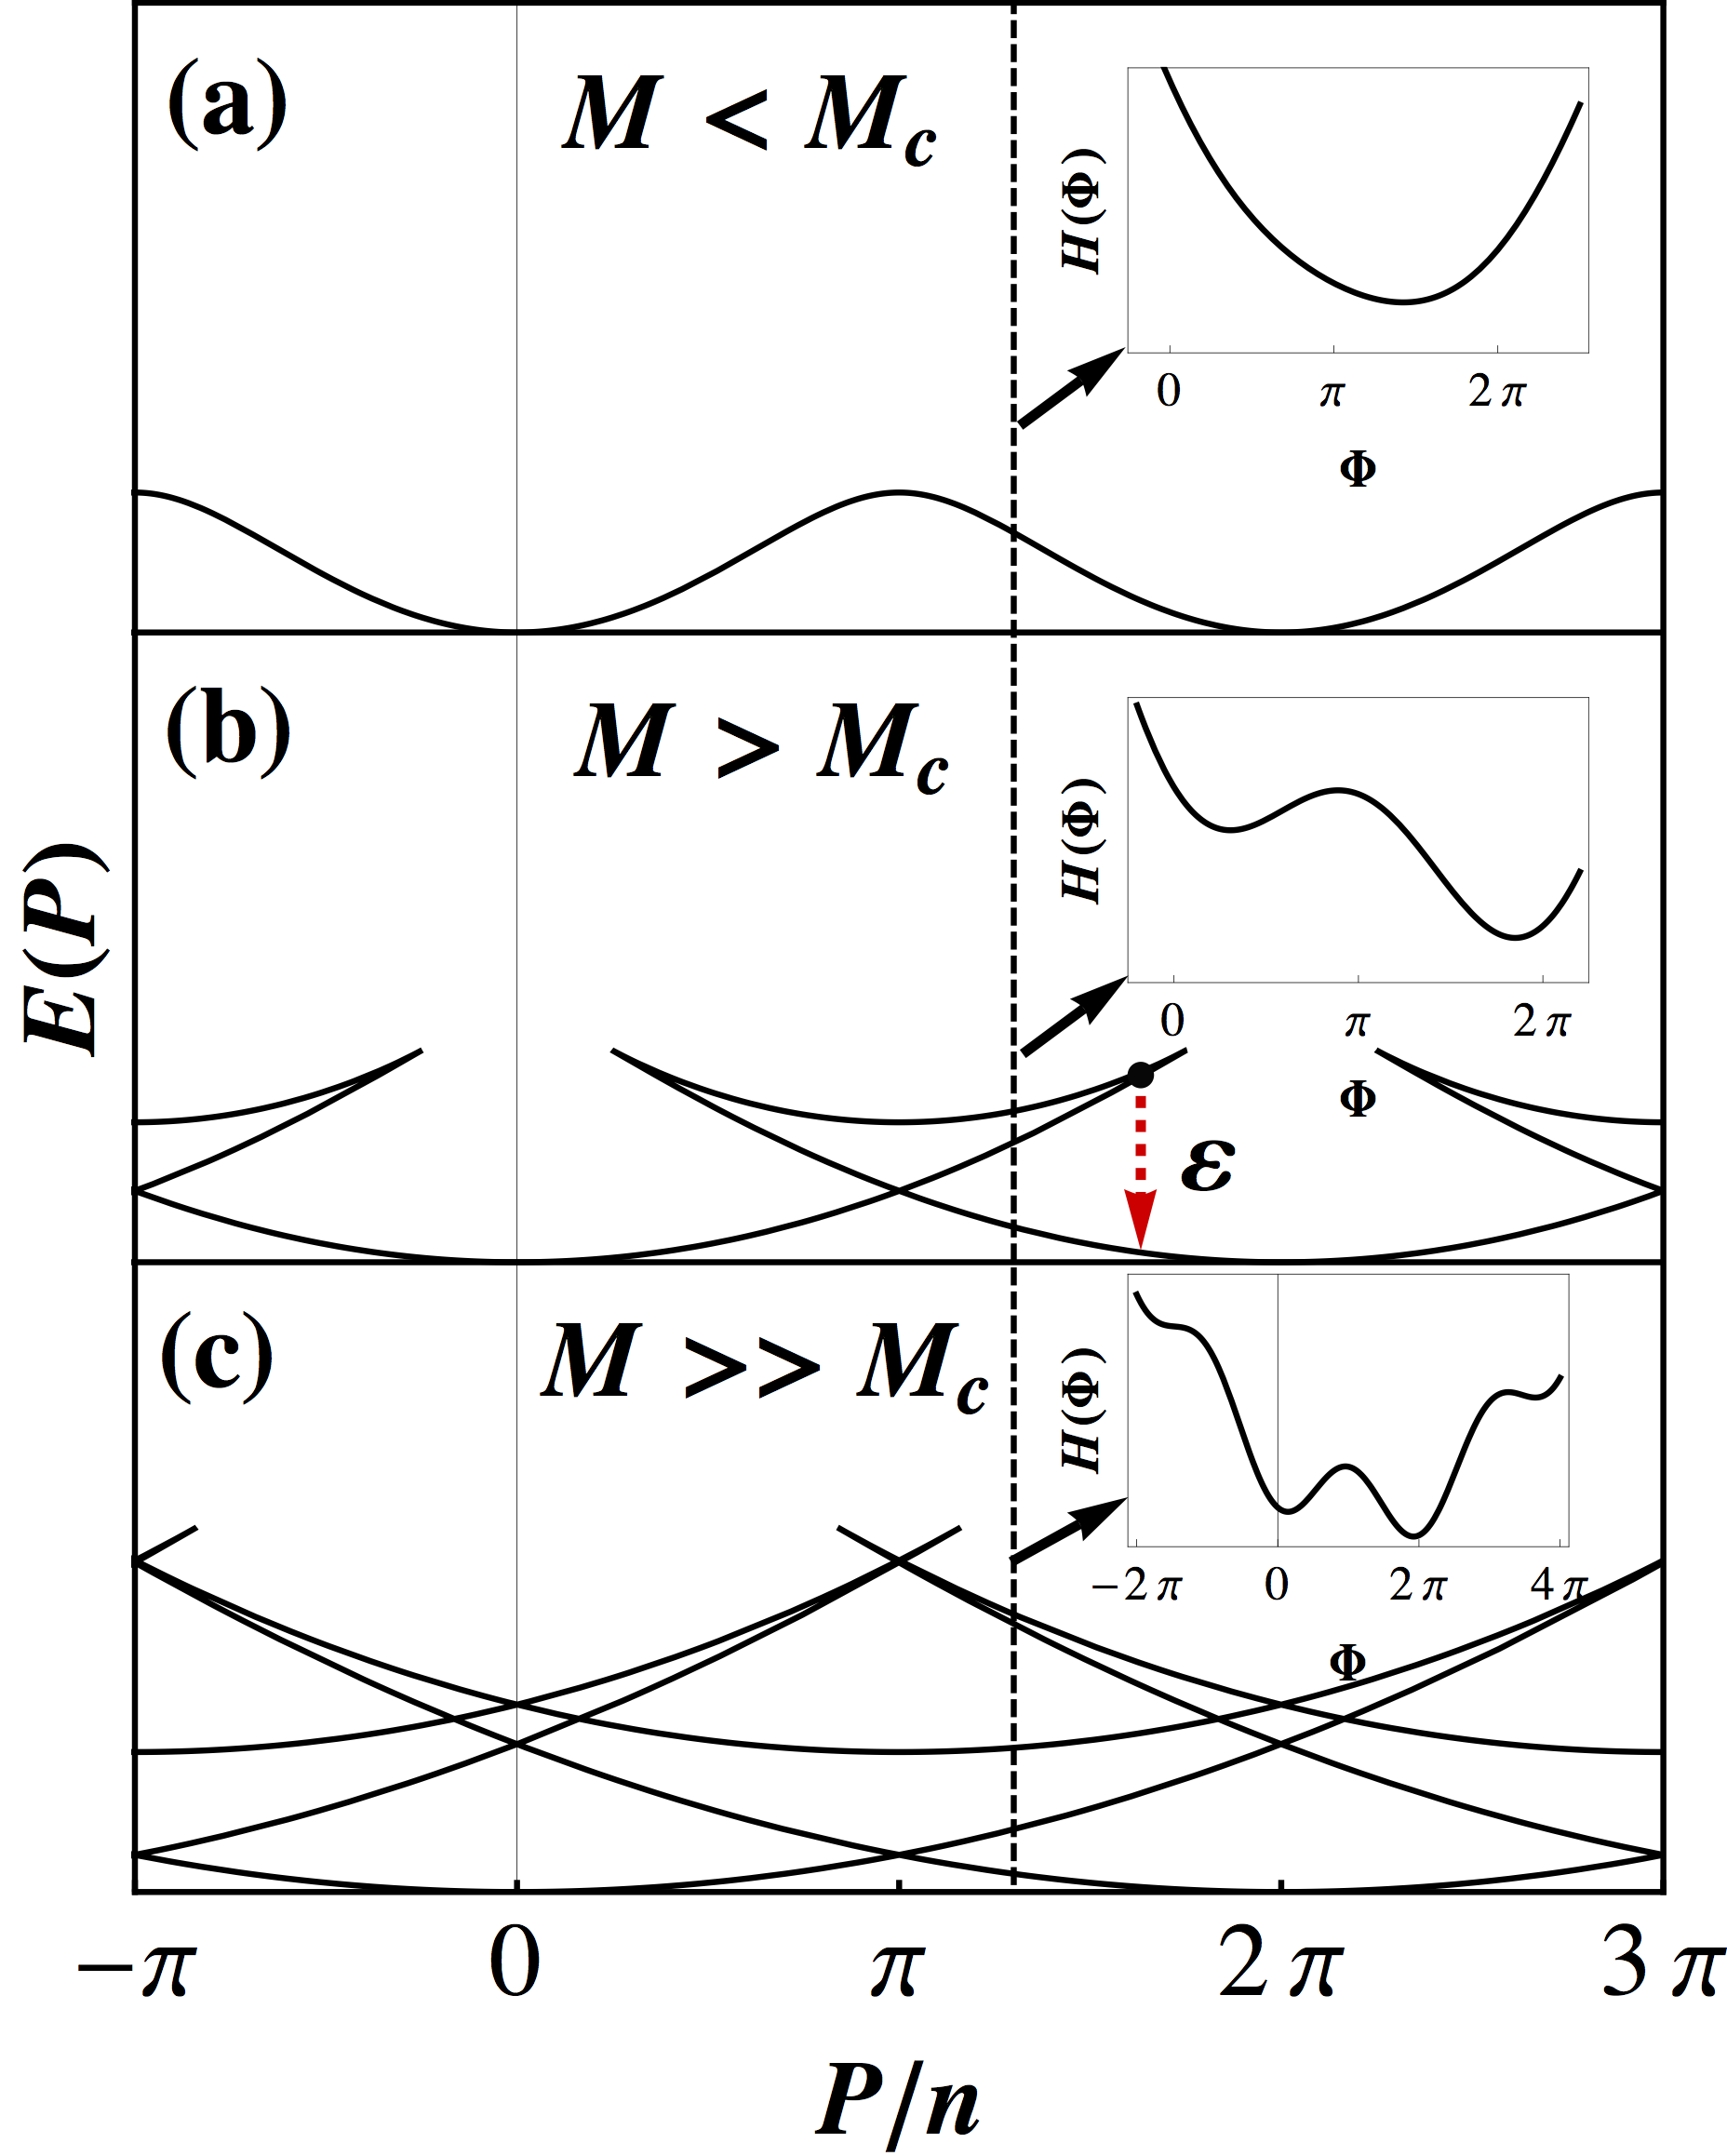 (a)
M < Mc
H(Φ)
0 π 2π
Φ
(b)
M > Mc
H(Φ)
0 π 2π
Φ
ε
E(P)
(c)
M >> Mc
H(Φ)
−2π 0 2π 4π
Φ
−π 0 π 2π 3π
P/n